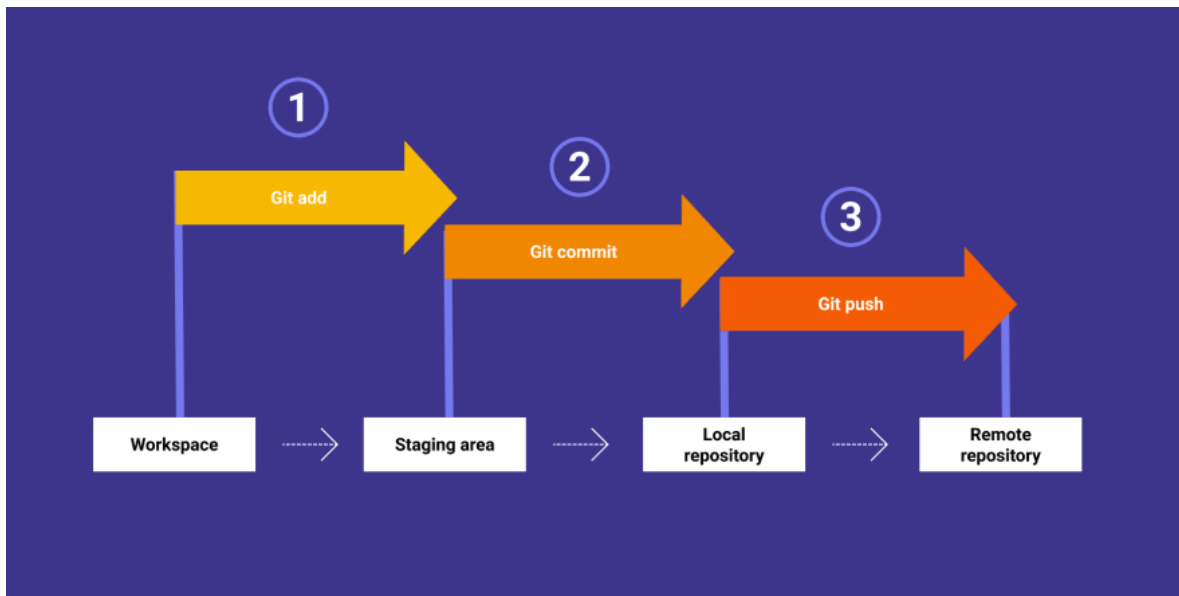 1
Git add
2
Git commit
3
Git push
Workspace
Staging area
Local
repository
Remote
repository